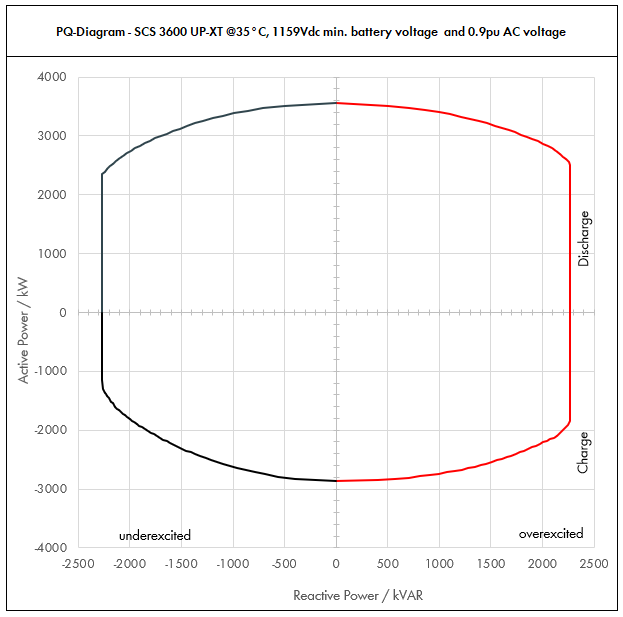 PQ-Diagram - SCS 3600 UP-XT @35°C, 1159Vdc min. battery voltage and 0.9pu AC voltage
4000
3000
2000
1000
0
-1000
-2000
-3000
-4000
Active Power / kW
Discharge
Charge
underexcited
overexcited
-2500 -2000 -1500 -1000 -500 0 500 1000 1500 2000 2500
Reactive Power / kVAR